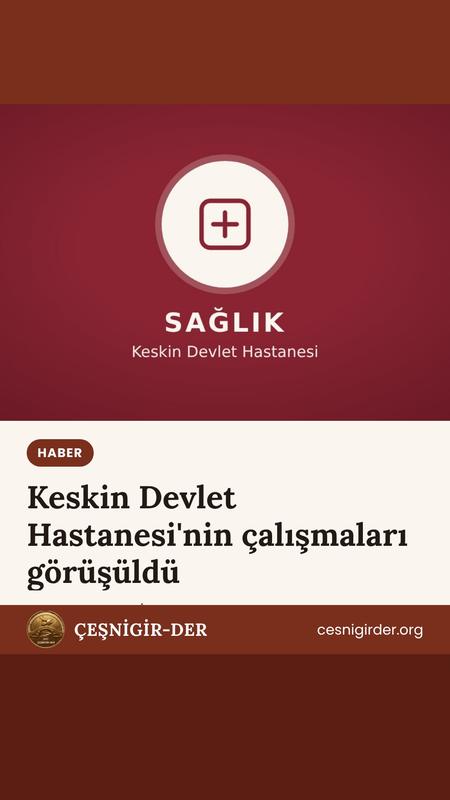 SAĞLIK
Keskin Devlet Hastanesi
HABER
Keskin Devlet
Hastanesi'nin çalışmaları
görüşüldü
ÇEŞNİGİR-DER
cesnigirder.org